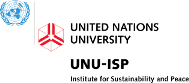 UNITED NATIONS
UNIVERSITY
UNU-ISP
Institute for Sustainability and Peace